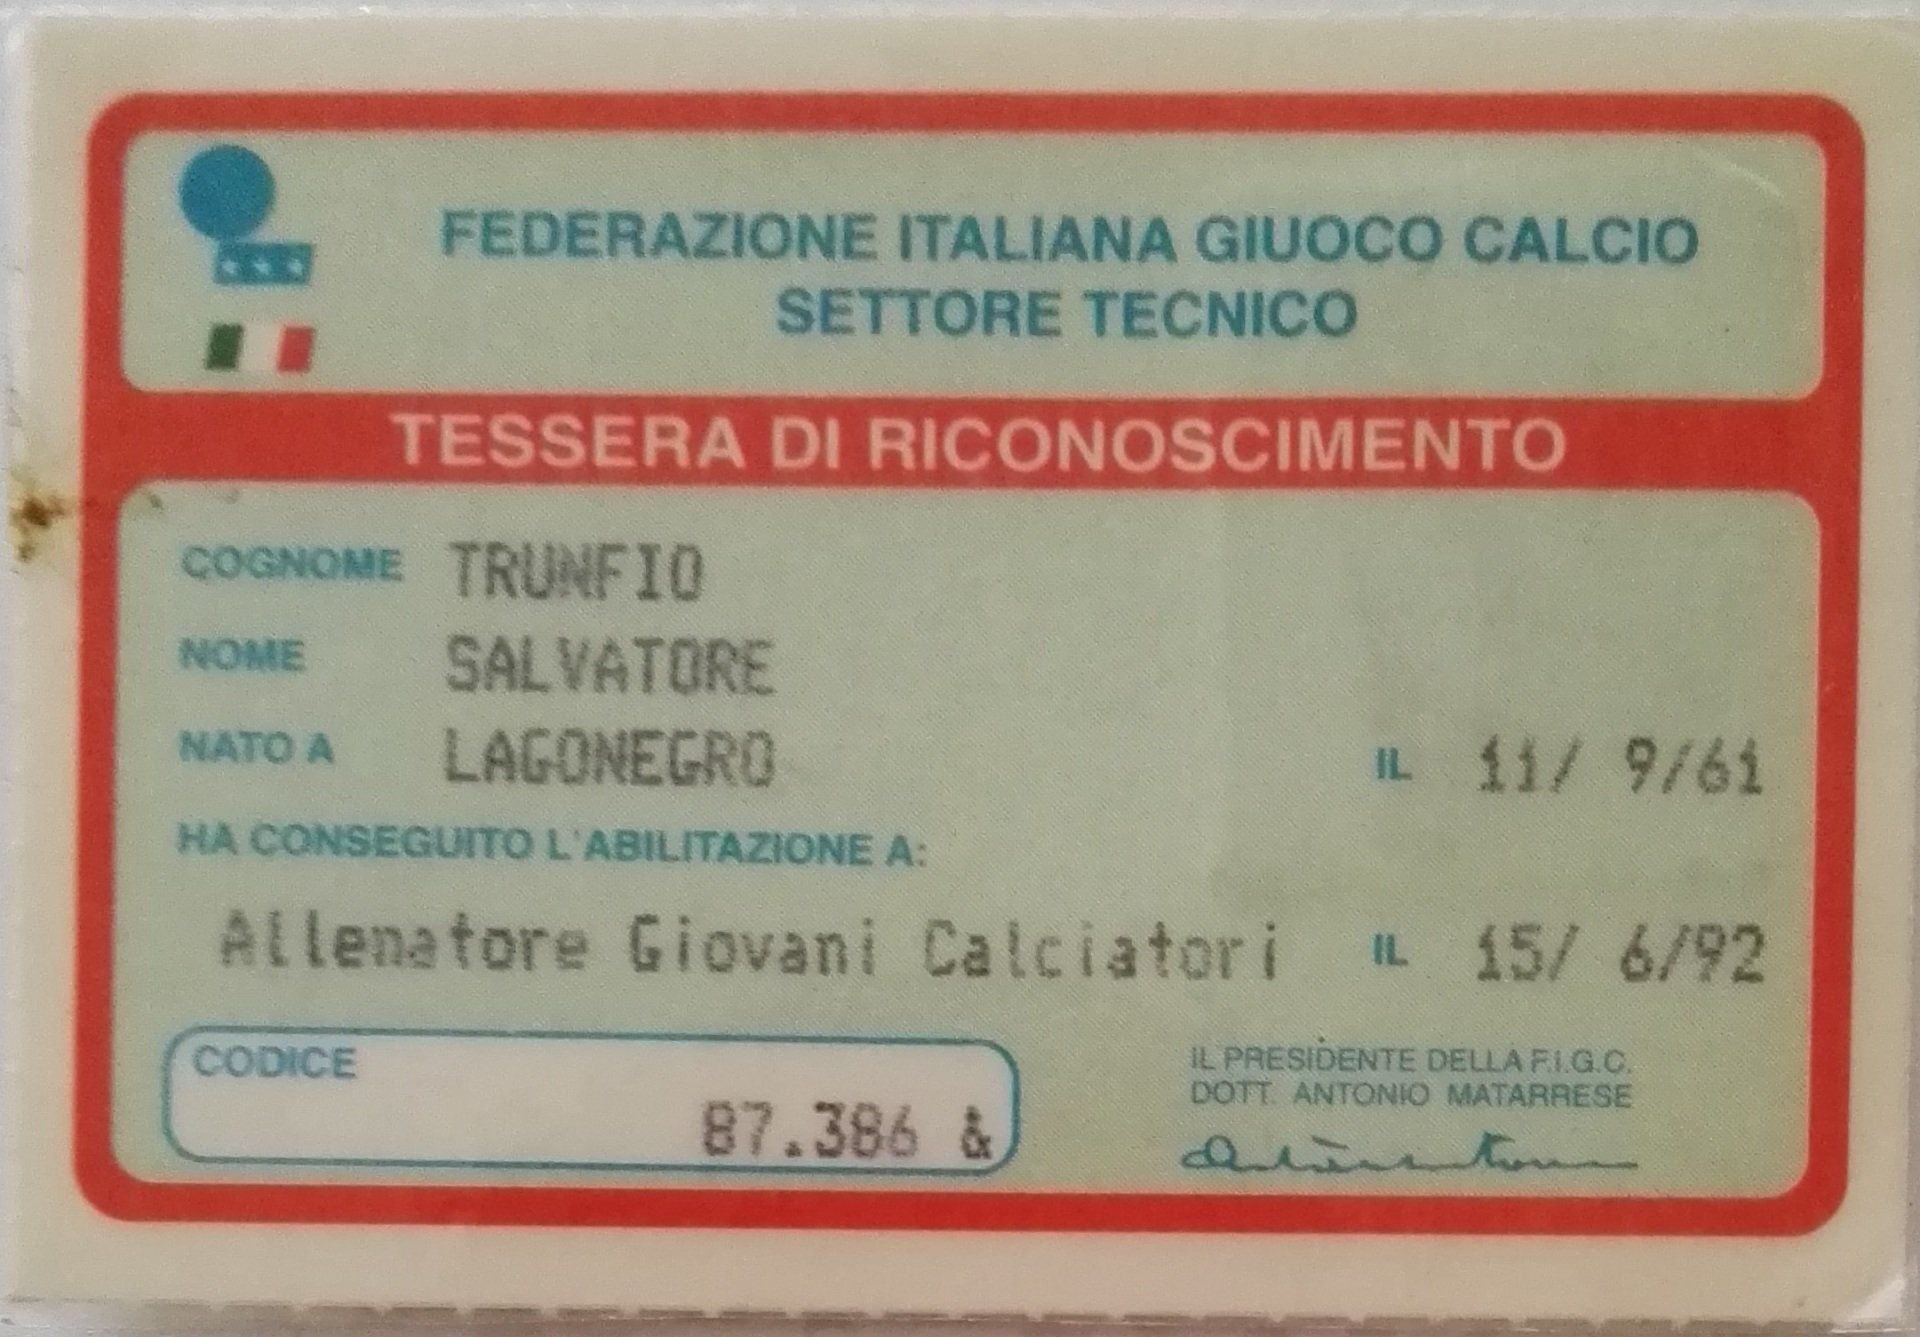 FEDERAZIONE ITALIANA GIUOCO CALCIO
SETTORE TECNICO
TESSERA DI RICONOSCIMENTO
COGNOME TRUNFIO
NOME SALVATORE
NATO A LAGONEGRO IL 11/ 9/61
HA CONSEGUITO L'ABILITAZIONE A:
Allenatore Giovani Calciatori IL 15/ 6/92
CODICE
87.386 &
IL PRESIDENTE DELLA F.I.G.C.
DOTT. ANTONIO MATARRESE